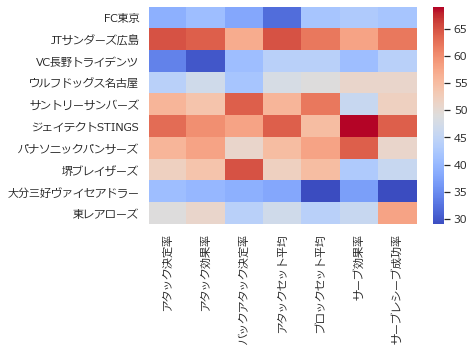 FC東京
JTサンダーズ広島
VC長野トライデンツ
ウルフドッグス名古屋
サントリーサンバーズ
ジェイテクトSTINGS
パナソニックパンサーズ
堺ブレイザーズ
大分三好ヴァイセアドラー
東レアローズ
アタック決定率
アタック効果率
バックアタック決定率
アタックセット平均
ブロックセット平均
サーブ効果率
サーブレシーブ成功率
65
60
55
50
45
40
35
30